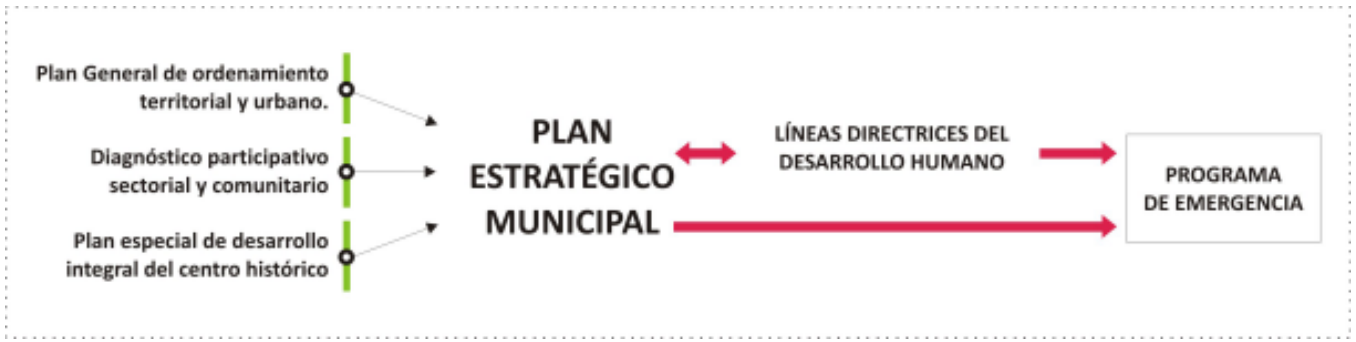 Plan General de ordenamiento
territorial y urbano.
Diagnóstico participativo
sectorial y comunitario
Plan especial de desarrollo
integral del centro histórico
PLAN
ESTRATÉGICO
MUNICIPAL
LÍNEAS DIRECTRICES DEL
DESARROLLO HUMANO
PROGRAMA
DE EMERGENCIA